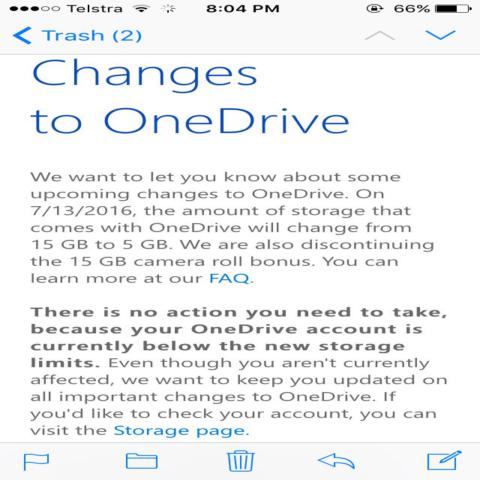 Telstra 8:04 PM 66%
Trash (2)
Changes
to OneDrive
We want to let you know about some
upcoming changes to OneDrive. On
7/13/2016, the amount of storage that
comes with OneDrive will change from
15 GB to 5 GB. We are also discontinuing
the 15 GB camera roll bonus. You can
learn more at our FAQ.
There is no action you need to take,
because your OneDrive account is
currently below the new storage
limits. Even though you aren't currently
affected, we want to keep you updated on
all important changes to OneDrive. If
you'd like to check your account, you can
visit the Storage page.